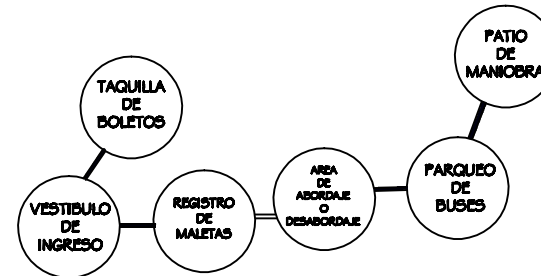 TAQUILLA
DE
BOLETOS
VESTIBULO
DE
INGRESO
REGISTRO
DE
MALETAS
AREA
DE
ABORDAJE
O
DESABORDAJE
PARQUEO
DE
BUSES
PATIO
DE
MANIOBRA